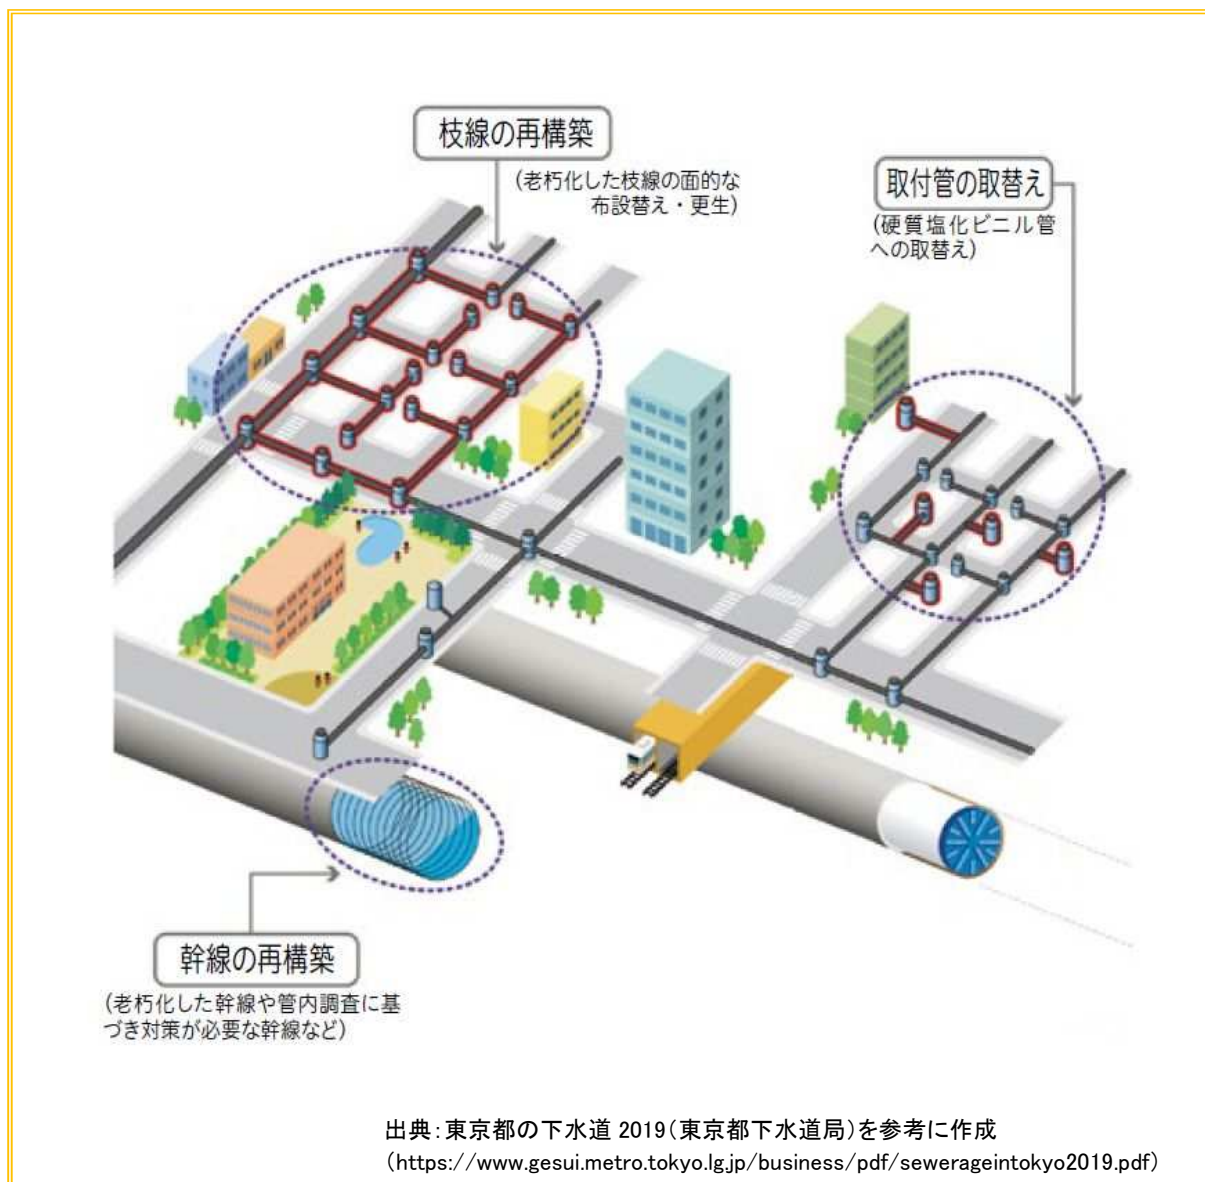 枝線の再構築
(老朽化した枝線の面的な
布設替え・更生)
取付管の取替え
(硬質塩化ビニル管
への取替え)
幹線の再構築
(老朽化した幹線や管内調査に基
づき対策が必要な幹線など)
出典:東京都の下水道 2019(東京都下水道局)を参考に作成
(https://www.gesui.metro.tokyo.lg.jp/business/pdf/sewerageintokyo2019.pdf)